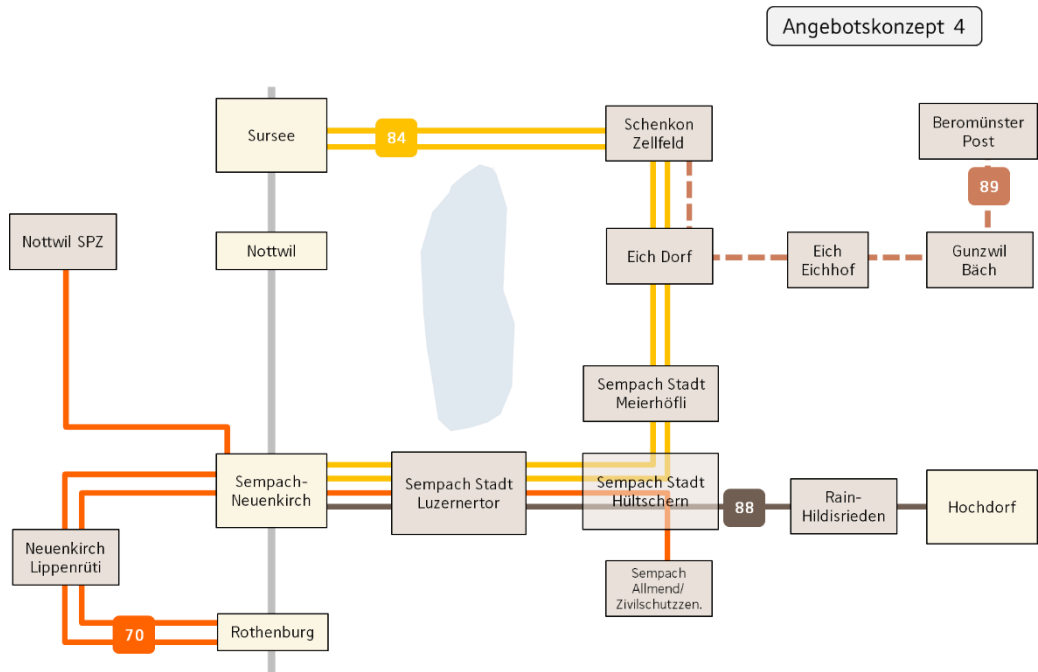 Angebotskonzept 4
Sursee
84
Schenkon
Zellfeld
Beromünster
Post
89
Nottwil SPZ
Nottwil
Eich Dorf
Eich
Eichhof
Gunzwil
Bäch
Sempach Stadt
Meierhöfli
Sempach-
Neuenkirch
Sempach Stadt
Luzernertor
Sempach Stadt
Hültschern
88
Rain-
Hildisrieden
Hochdorf
Neuenkirch
Lippenrüti
Sempach
Allmend/
Zivilschutzzen.
70
Rothenburg